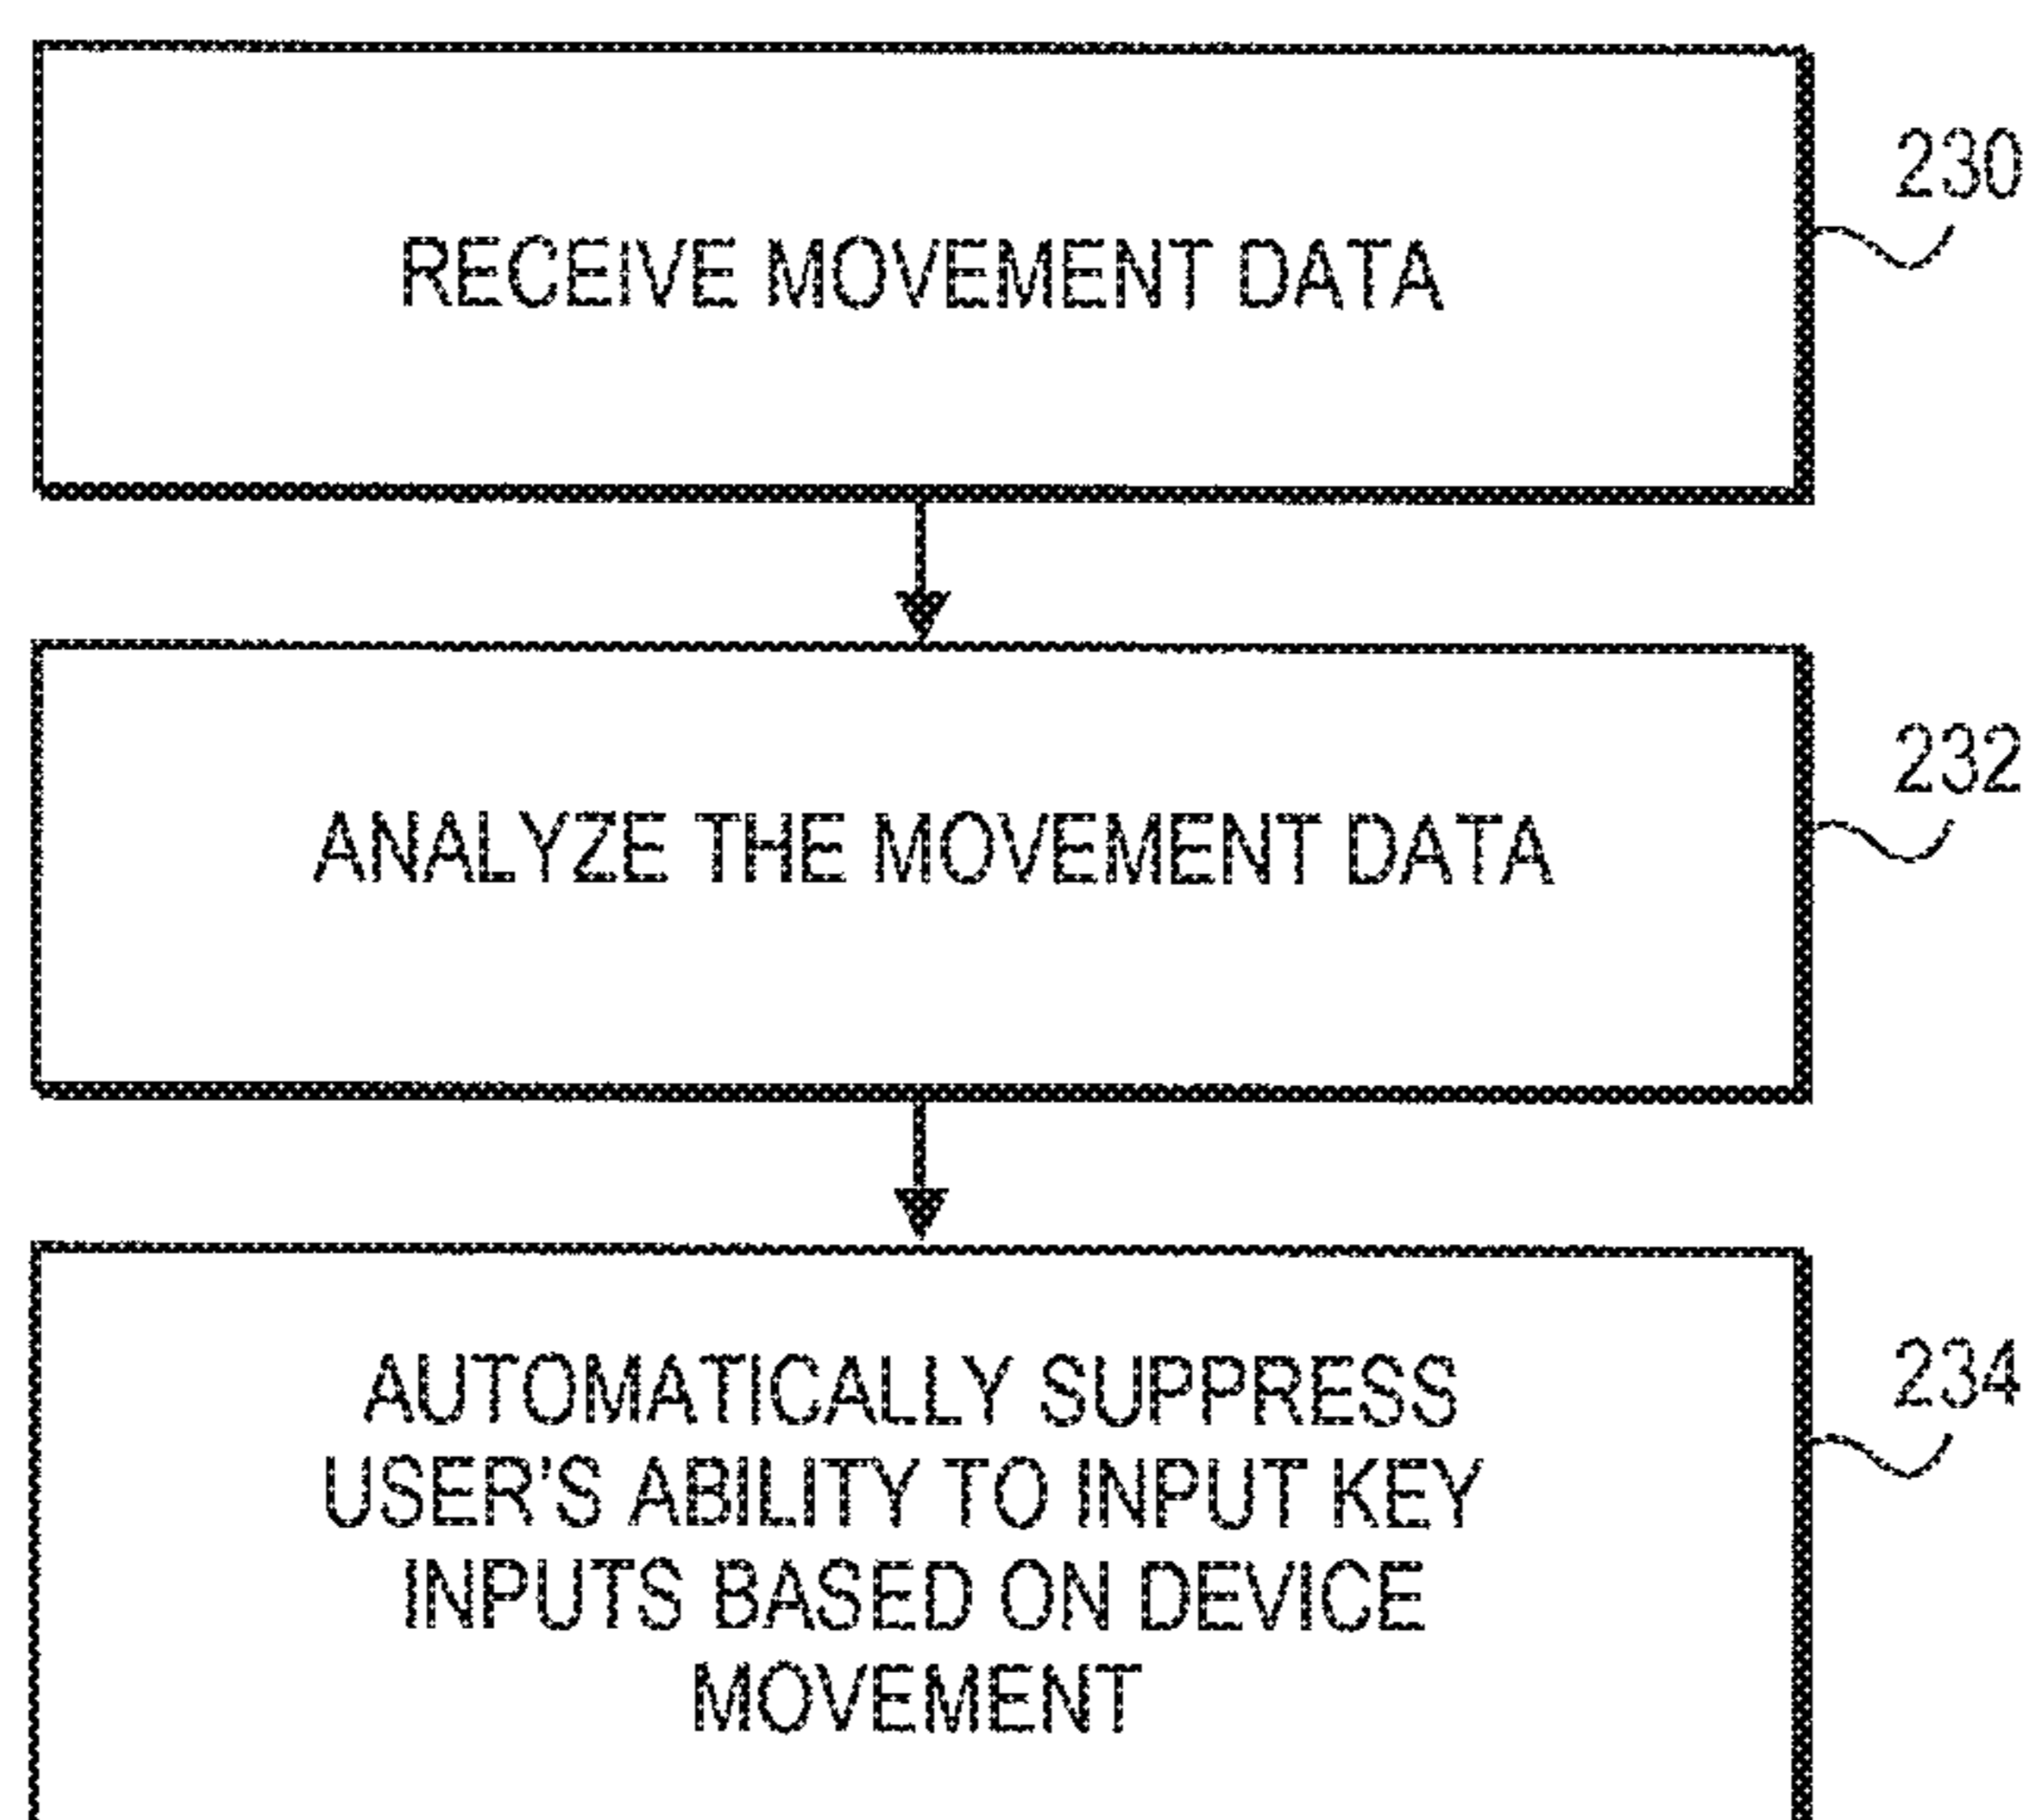 230
RECEIVE MOVEMENT DATA
232
ANALYZE THE MOVEMENT DATA
234
AUTOMATICALLY SUPPRESS
USER'S ABILITY TO INPUT KEY
INPUTS BASED ON DEVICE
MOVEMENT